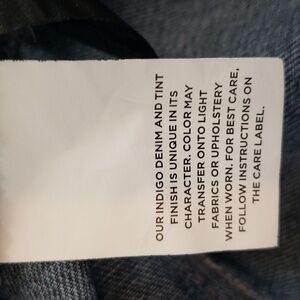 OUR INDIGO DENIM AND TINT
FINISH IS UNIQUE IN ITS
CHARACTER. COLOR MAY
TRANSFER ONTO LIGHT
FABRICS OR UPHOLSTERY
WHEN WORN. FOR BEST CARE,
FOLLOW INSTRUCTIONS ON
THE CARE LABEL.